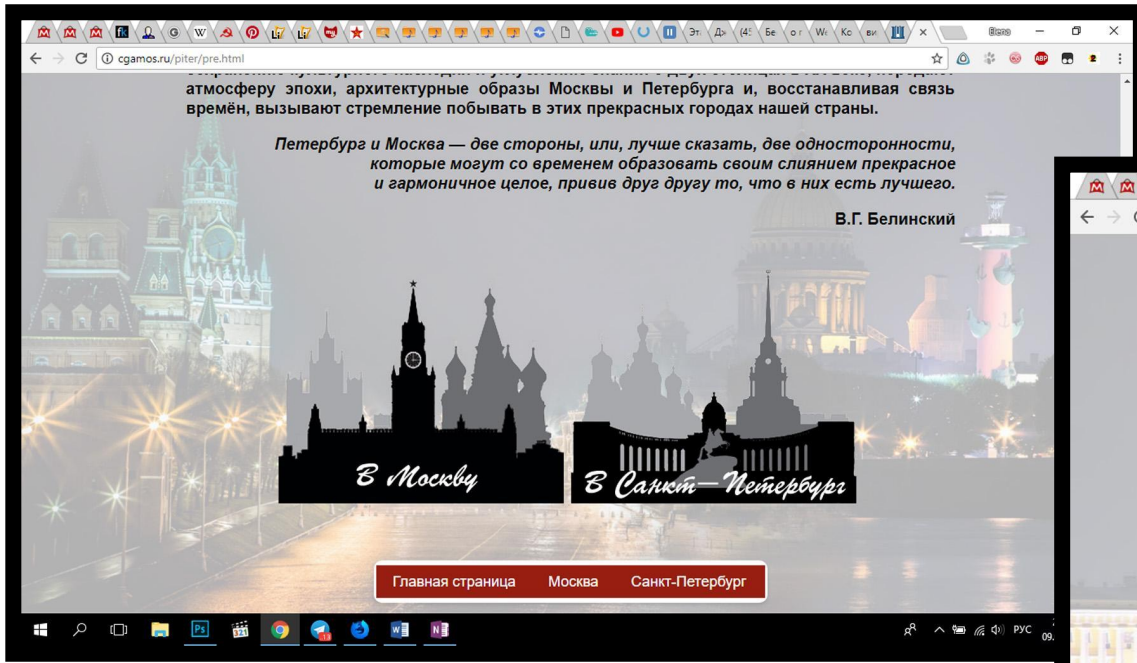 Elena
cgamos.ru/piter/pre.html
атмосферу эпохи, архитектурные образы Москвы и Петербурга и, восстанавливая связь
времён, вызывают стремление побывать в этих прекрасных городах нашей страны.
Петербург и Москва — две стороны, или, лучше сказать, две односторонности,
которые могут со временем образовать своим слиянием прекрасное
и гармоничное целое, привив друг другу то, что в них есть лучшего.
В.Г. Белинский
В Москву
В Санкт-Петербург
Главная страница Москва Санкт-Петербург
РУС
09.